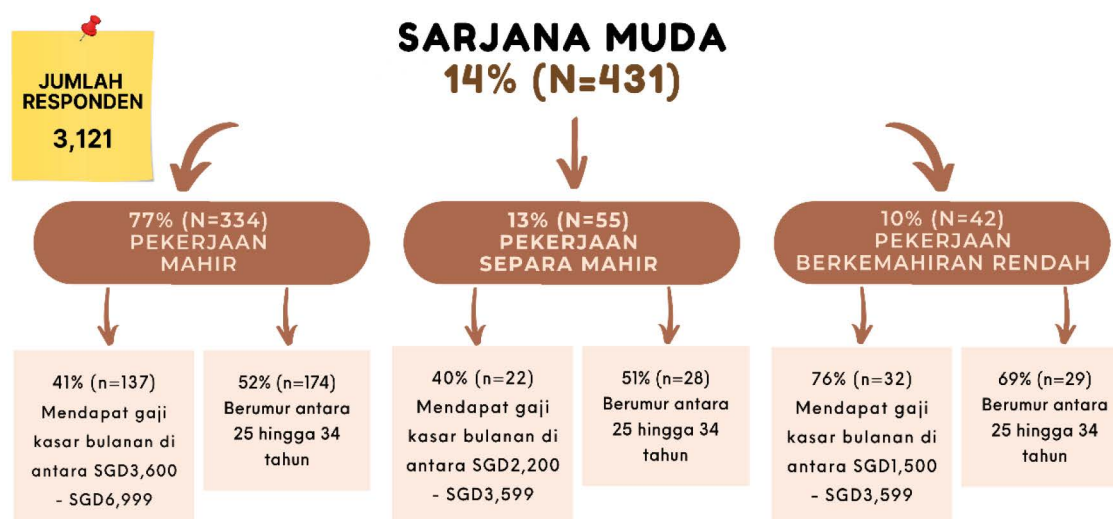 JUMLAH
RESPONDEN
3,121
SARJANA MUDA
14% (N=431)
77% (N=334)
PEKERJAAN
MAHIR
13% (N=55)
PEKERJAAN
SEPARA MAHIR
10% (N=42)
PEKERJAAN
BERKEMAHIRAN RENDAH
41% (n=137)
Mendapat gaji
kasar bulanan di
antara SGD3,600
- SGD6,999
52% (n=174)
Berumur antara
25 hingga 34
tahun
40% (n=22)
Mendapat gaji
kasar bulanan di
antara SGD2,200
- SGD3,599
51% (n=28)
Berumur antara
25 hingga 34
tahun
76% (n=32)
Mendapat gaji
kasar bulanan di
antara SGD1,500
- SGD3,599
69% (n=29)
Berumur antara
25 hingga 34
tahun